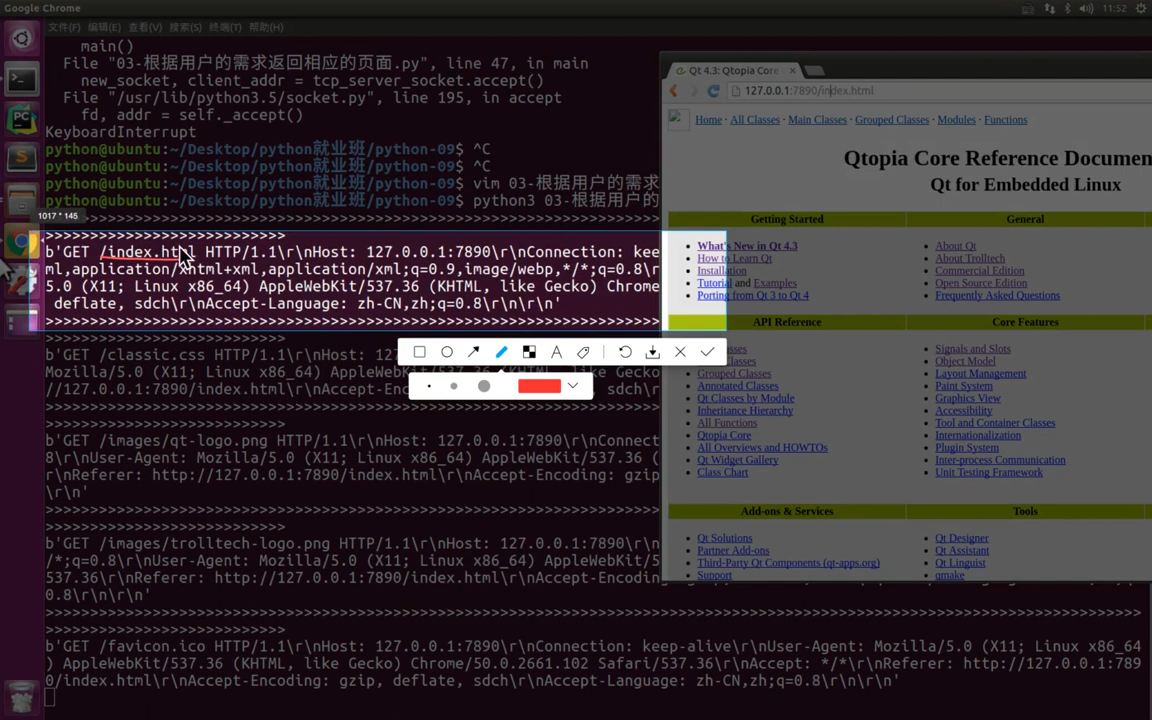 Google Chrome
11:52
文件(F) 编辑(E) 查看(V) 搜索(S) 终端(T) 帮助(H)
main()
File "03-根据用户的需求返回相应的页面.py", line 47, in main
new_socket, client_addr = tcp_server_socket.accept()
File "/usr/lib/python3.5/socket.py", line 195, in accept
fd, addr = self._accept()
KeyboardInterrupt
python@ubuntu:~/Desktop/python就业班/python-09$ ^C
python@ubuntu:~/Desktop/python就业班/python-09$ ^C
python@ubuntu:~/Desktop/python就业班/python-09$ vim 03-根据用户的需求
python@ubuntu:~/Desktop/python就业班/python-09$ python3 03-根据用户的
1017 * 145
>>>>>>>>>>>>>>>>>>>>>>>>>>>
b'GET /index.html HTTP/1.1\r\nHost: 127.0.0.1:7890\r\nConnection: kee
ml,application/xhtml+xml,application/xml;q=0.9,image/webp,*/*;q=0.8\r
5.0 (X11; Linux x86_64) AppleWebKit/537.36 (KHTML, like Gecko) Chrome
deflate, sdch\r\nAccept-Language: zh-CN,zh;q=0.8\r\n\r\n'
b'GET /classic.css HTTP/1.1\r\nHost: 12
Mozilla/5.0 (X11; Linux x86_64) AppleW
//127.0.0.1:7890/index.html\r\nAccept-Encoding: gzip, deflate, sdch\r
b'GET /images/qt-logo.png HTTP/1.1\r\nHost: 127.0.0.1:7890\r\nConnect
8\r\nUser-Agent: Mozilla/5.0 (X11; Linux x86_64) AppleWebKit/537.36 (
r\nReferer: http://127.0.0.1:7890/index.html\r\nAccept-Encoding: gzip
\r\n'
b'GET /images/trolltech-logo.png HTTP/1.1\r\nHost: 127.0.0.1:7890\r\n
/*;q=0.8\r\nUser-Agent: Mozilla/5.0 (X11; Linux x86_64) AppleWebKit/
537.36\r\nReferer: http://127.0.0.1:7890/index.html\r\nAccept-Encodin
0.8\r\n\r\n'
>>>>>>>>>>>>>>>>>>>>>>>>>>>
b'GET /favicon.ico HTTP/1.1\r\nHost: 127.0.0.1:7890\r\nConnection: keep-alive\r\nUser-Agent: Mozilla/5.0 (X11; Linux x86_64
) AppleWebKit/537.36 (KHTML, like Gecko) Chrome/50.0.2661.102 Safari/537.36\r\nAccept: */*\r\nReferer: http://127.0.0.1:789
0/index.html\r\nAccept-Encoding: gzip, deflate, sdch\r\nAccept-Language: zh-CN,zh;q=0.8\r\n\r\n'
Qt 4.3: Qtopia Core
127.0.0.1:7890/index.html
Home · All Classes · Main Classes · Grouped Classes · Modules · Functions
Qtopia Core Reference Documen
Qt for Embedded Linux
Getting Started
What's New in Qt 4.3
How to Learn Qt
Installation
Tutorial and Examples
Porting from Qt 3 to Qt 4
General
About Qt
About Trolltech
Commercial Edition
Open Source Edition
Frequently Asked Questions
API Reference
Grouped Classes
Annotated Classes
Qt Classes by Module
Inheritance Hierarchy
All Functions
Qtopia Core
All Overviews and HOWTOs
Qt Widget Gallery
Class Chart
Core Features
Signals and Slots
Object Model
Layout Management
Paint System
Graphics View
Accessibility
Tool and Container Classes
Internationalization
Plugin System
Inter-process Communication
Unit Testing Framework
Add-ons & Services
Qt Solutions
Partner Add-ons
Third-Party Qt Components (qt-apps.org)
Support
Tools
Qt Designer
Qt Assistant
Qt Linguist
qmake